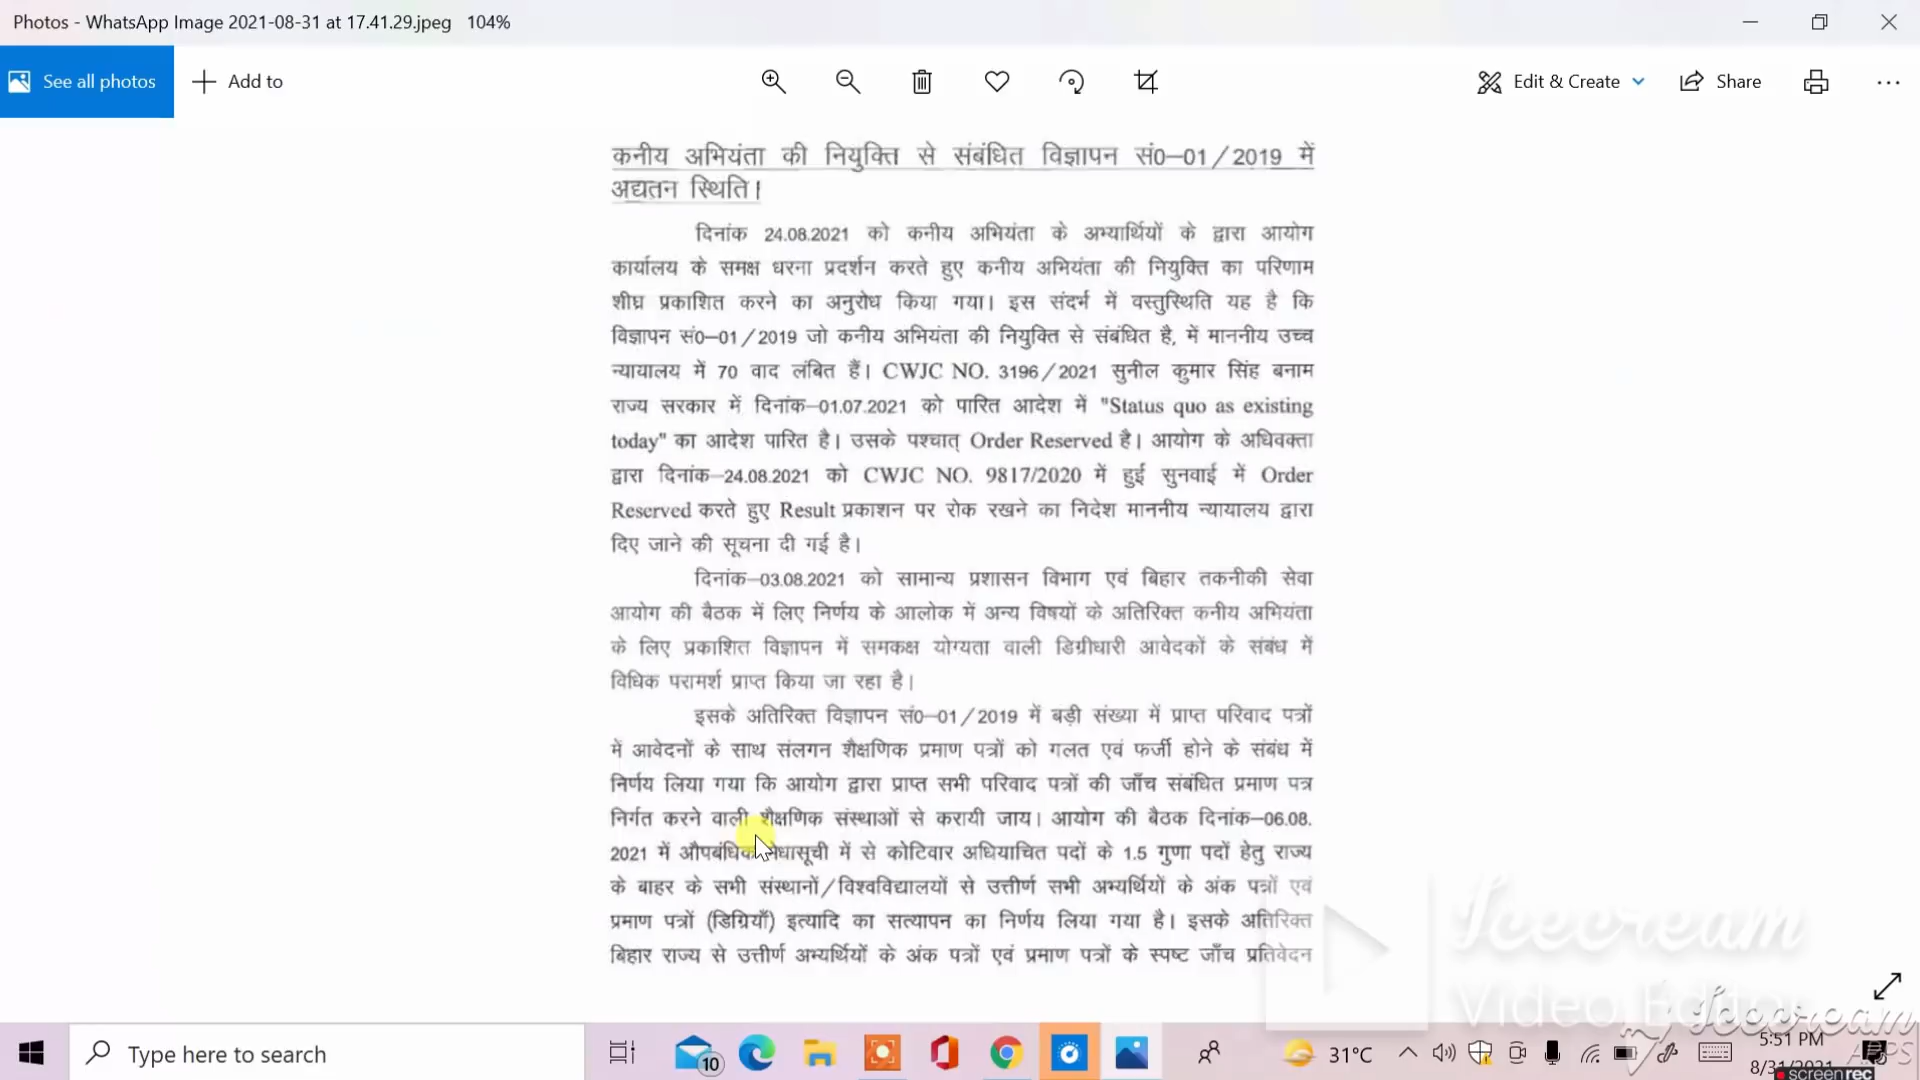 Photos - WhatsApp Image 2021-08-31 at 17.41.29.jpeg 104%
See all photos
Add to
Edit & Create
Share
कनीय अभियंता की नियुक्ति से संबंधित विज्ञापन सं0–01/2019 में
अद्यतन स्थिति।
दिनांक 24.08.2021 को कनीय अभियंता के अभ्यार्थियों के द्वारा आयोग
कार्यालय के समक्ष धरना प्रदर्शन करते हुए कनीय अभियंता की नियुक्ति का परिणाम
शीघ्र प्रकाशित करने का अनुरोध किया गया। इस संदर्भ में वस्तुस्थिति यह है कि
विज्ञापन सं0–01/2019 जो कनीय अभियंता की नियुक्ति से संबंधित है, में माननीय उच्च
न्यायालय में 70 वाद लंबित हैं। CWJC NO. 3196/2021 सुनील कुमार सिंह बनाम
राज्य सरकार में दिनांक–01.07.2021 को पारित आदेश में "Status quo as existing
today" का आदेश पारित है। उसके पश्चात् Order Reserved है। आयोग के अधिवक्ता
द्वारा दिनांक–24.08.2021 को CWJC NO. 9817/2020 में हुई सुनवाई में Order
Reserved करते हुए Result प्रकाशन पर रोक रखने का निदेश माननीय न्यायालय द्वारा
दिए जाने की सूचना दी गई है।
दिनांक–03.08.2021 को सामान्य प्रशासन विभाग एवं बिहार तकनीकी सेवा
आयोग की बैठक में लिए निर्णय के आलोक में अन्य विषयों के अतिरिक्त कनीय अभियंता
के लिए प्रकाशित विज्ञापन में समकक्ष योग्यता वाली डिग्रीधारी आवेदकों के संबंध में
विधिक परामर्श प्राप्त किया जा रहा है।
इसके अतिरिक्त विज्ञापन सं0–01/2019 में बड़ी संख्या में प्राप्त परिवाद पत्रों
में आवेदनों के साथ संलगन शैक्षणिक प्रमाण पत्रों को गलत एवं फर्जी होने के संबंध में
निर्णय लिया गया कि आयोग द्वारा प्राप्त सभी परिवाद पत्रों की जाँच संबंधित प्रमाण पत्र
निर्गत करने वाली शैक्षणिक संस्थाओं से करायी जाय। आयोग की बैठक दिनांक–06.08.
2021 में औपबंधिक मेधासूची में से कोटिवार अधियाचित पदों के 1.5 गुणा पदों हेतु राज्य
के बाहर के सभी संस्थानों/विश्वविद्यालयों से उत्तीर्ण सभी अभ्यर्थियों के अंक पत्रों एवं
प्रमाण पत्रों (डिग्रियाँ) इत्यादि का सत्यापन का निर्णय लिया गया है। इसके अतिरिक्त
बिहार राज्य से उत्तीर्ण अभ्यर्थियों के अंक पत्रों एवं प्रमाण पत्रों के स्पष्ट जाँच प्रतिवेदन
Icecream
Video Editor
Icecream
APPS
Type here to search
10
31°C
5:51 PM
screenrec